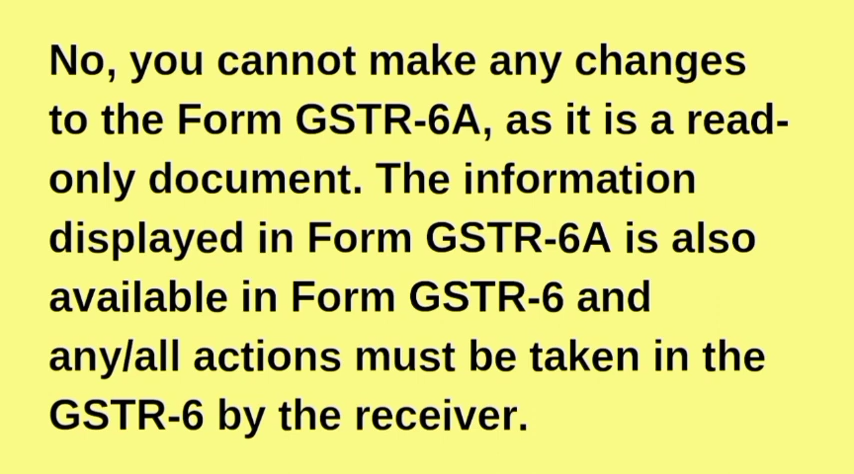 No, you cannot make any changes
to the Form GSTR-6A, as it is a read-
only document. The information
displayed in Form GSTR-6A is also
available in Form GSTR-6 and
any/all actions must be taken in the
GSTR-6 by the receiver.